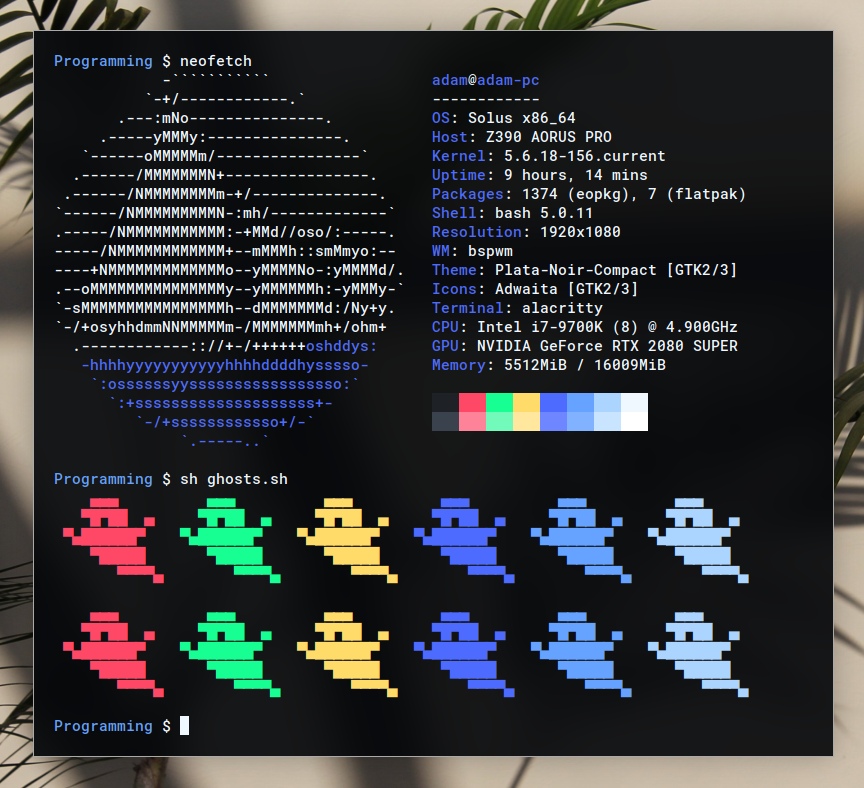 Programming $ neofetch
-```````````
`-+/------------.`
.---:mNo---------------.
.-----yMMMy:---------------.
`------oMMMMMm/----------------`
.------/MMMMMMMN+----------------.
.------/NMMMMMMMMm-+/--------------.
`------/NMMMMMMMMMN-:mh/-------------`
.-----/NMMMMMMMMMMM:-+MMd//oso/:-----.
-----/NMMMMMMMMMMMM+--mMMMh::smMmyo:--
----+NMMMMMMMMMMMMMo--yMMMMNo-:yMMMMd/.
.--oMMMMMMMMMMMMMMMy--yMMMMMMh:-yMMMy-`
`-sMMMMMMMMMMMMMMMMh--dMMMMMMMd:/Ny+y.
`-/+osyhhdmmNNMMMMMm-/MMMMMMMmh+/ohm+
.------------:://+-/++++++oshddys:
-hhhhyyyyyyyyyyyhhhhddddhysssso-
`:ossssssyysssssssssssssssso:`
`:+ssssssssssssssssssss+-
`-/+ssssssssssso+/-`
`.-----..`
adam@adam-pc
------------
OS: Solus x86_64
Host: Z390 AORUS PRO
Kernel: 5.6.18-156.current
Uptime: 9 hours, 14 mins
Packages: 1374 (eopkg), 7 (flatpak)
Shell: bash 5.0.11
Resolution: 1920x1080
WM: bspwm
Theme: Plata-Noir-Compact [GTK2/3]
Icons: Adwaita [GTK2/3]
Terminal: alacritty
CPU: Intel i7-9700K (8) @ 4.900GHz
GPU: NVIDIA GeForce RTX 2080 SUPER
Memory: 5512MiB / 16009MiB
Programming $ sh ghosts.sh
Programming $